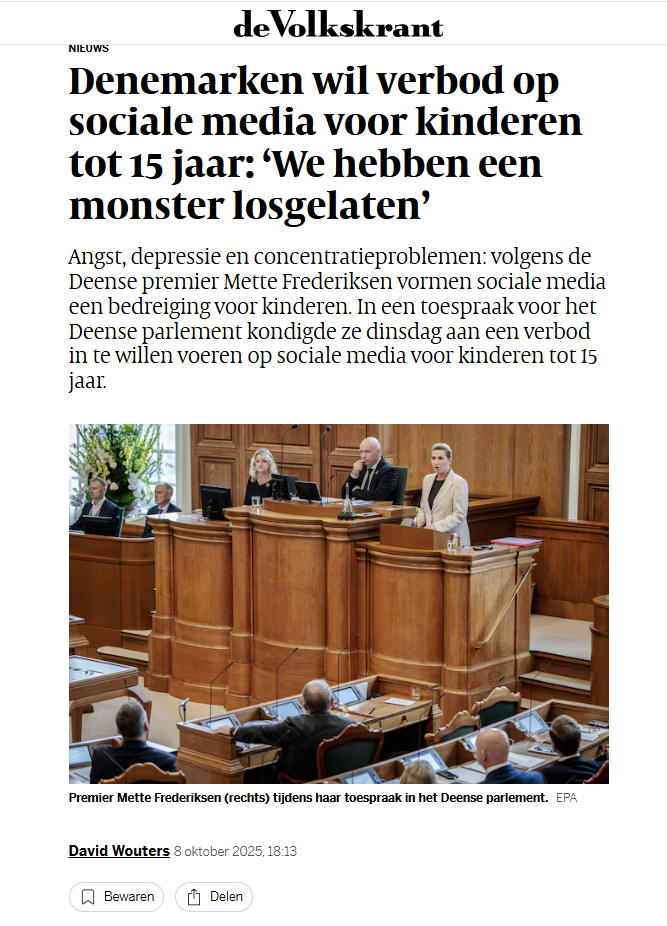 deVolkskrant
NIEUWS
Denemarken wil verbod op
sociale media voor kinderen
tot 15 jaar: ‘We hebben een
monster losgelaten’
Angst, depressie en concentratieproblemen: volgens de
Deense premier Mette Frederiksen vormen sociale media
een bedreiging voor kinderen. In een toespraak voor het
Deense parlement kondigde ze dinsdag aan een verbod
in te willen voeren op sociale media voor kinderen tot 15
jaar.
Premier Mette Frederiksen (rechts) tijdens haar toespraak in het Deense parlement. EPA
David Wouters 8 oktober 2025, 18:13
Bewaren Delen